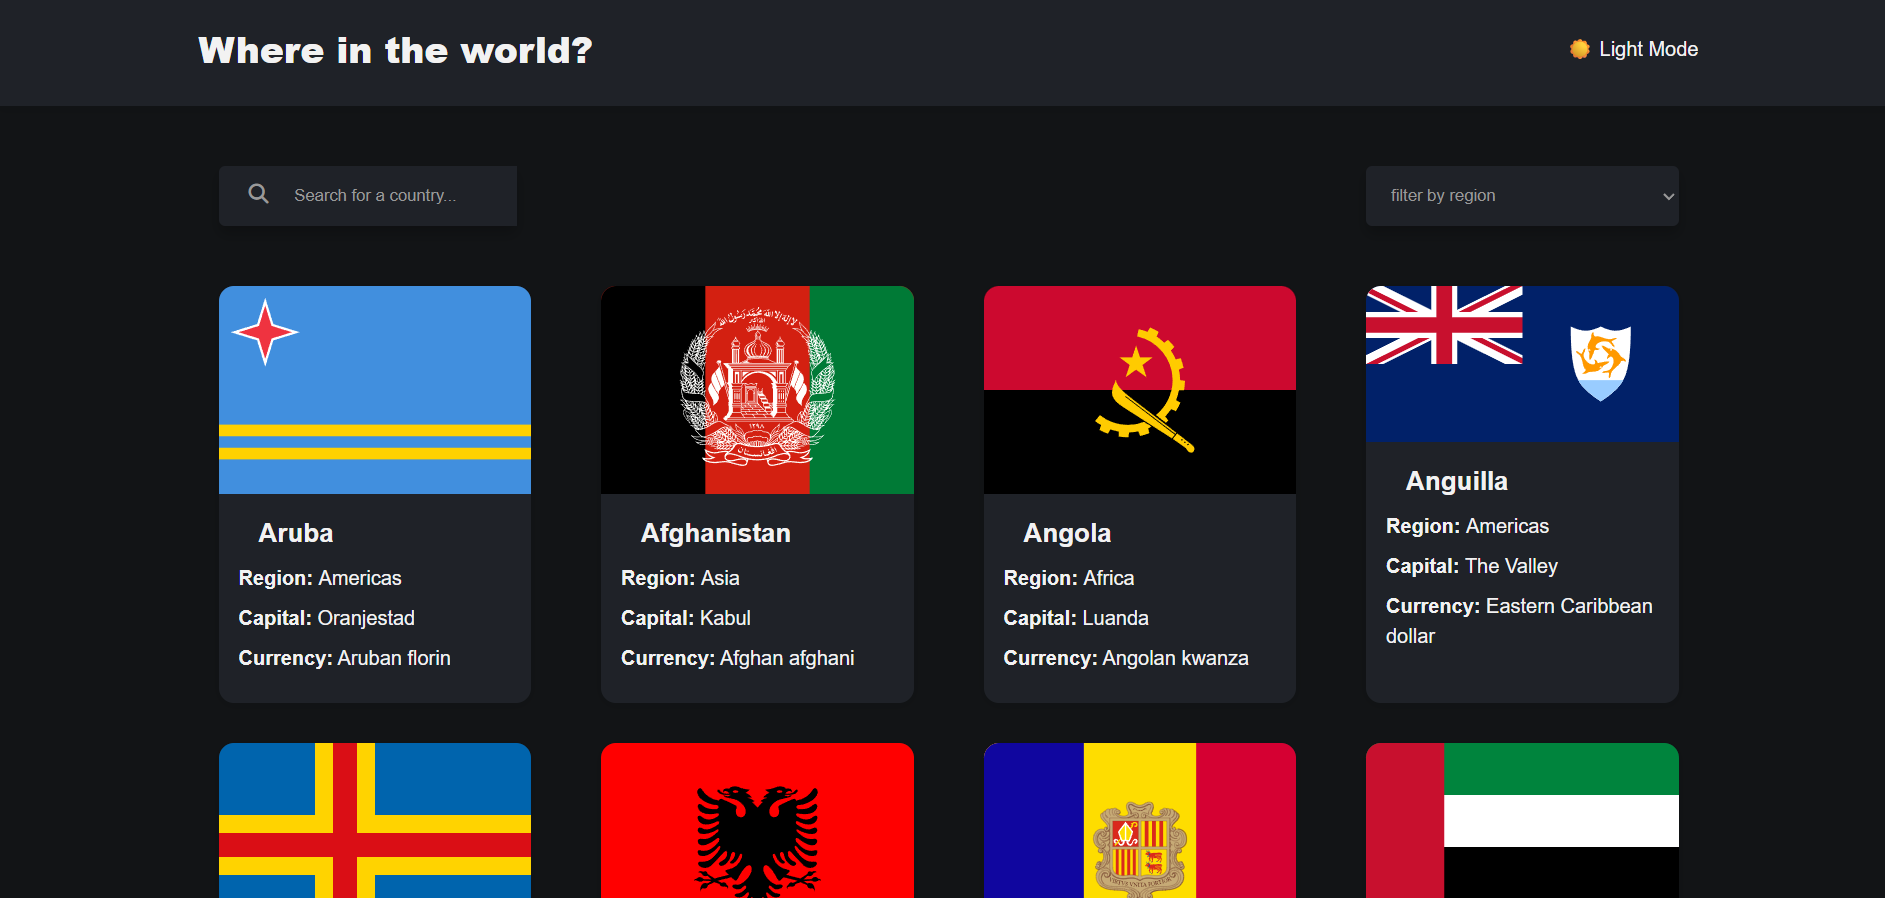 Where in the world?
Light Mode
Search for a country...
filter by region
Aruba
Region: Americas
Capital: Oranjestad
Currency: Aruban florin
Afghanistan
Region: Asia
Capital: Kabul
Currency: Afghan afghani
Angola
Region: Africa
Capital: Luanda
Currency: Angolan kwanza
Anguilla
Region: Americas
Capital: The Valley
Currency: Eastern Caribbean
dollar